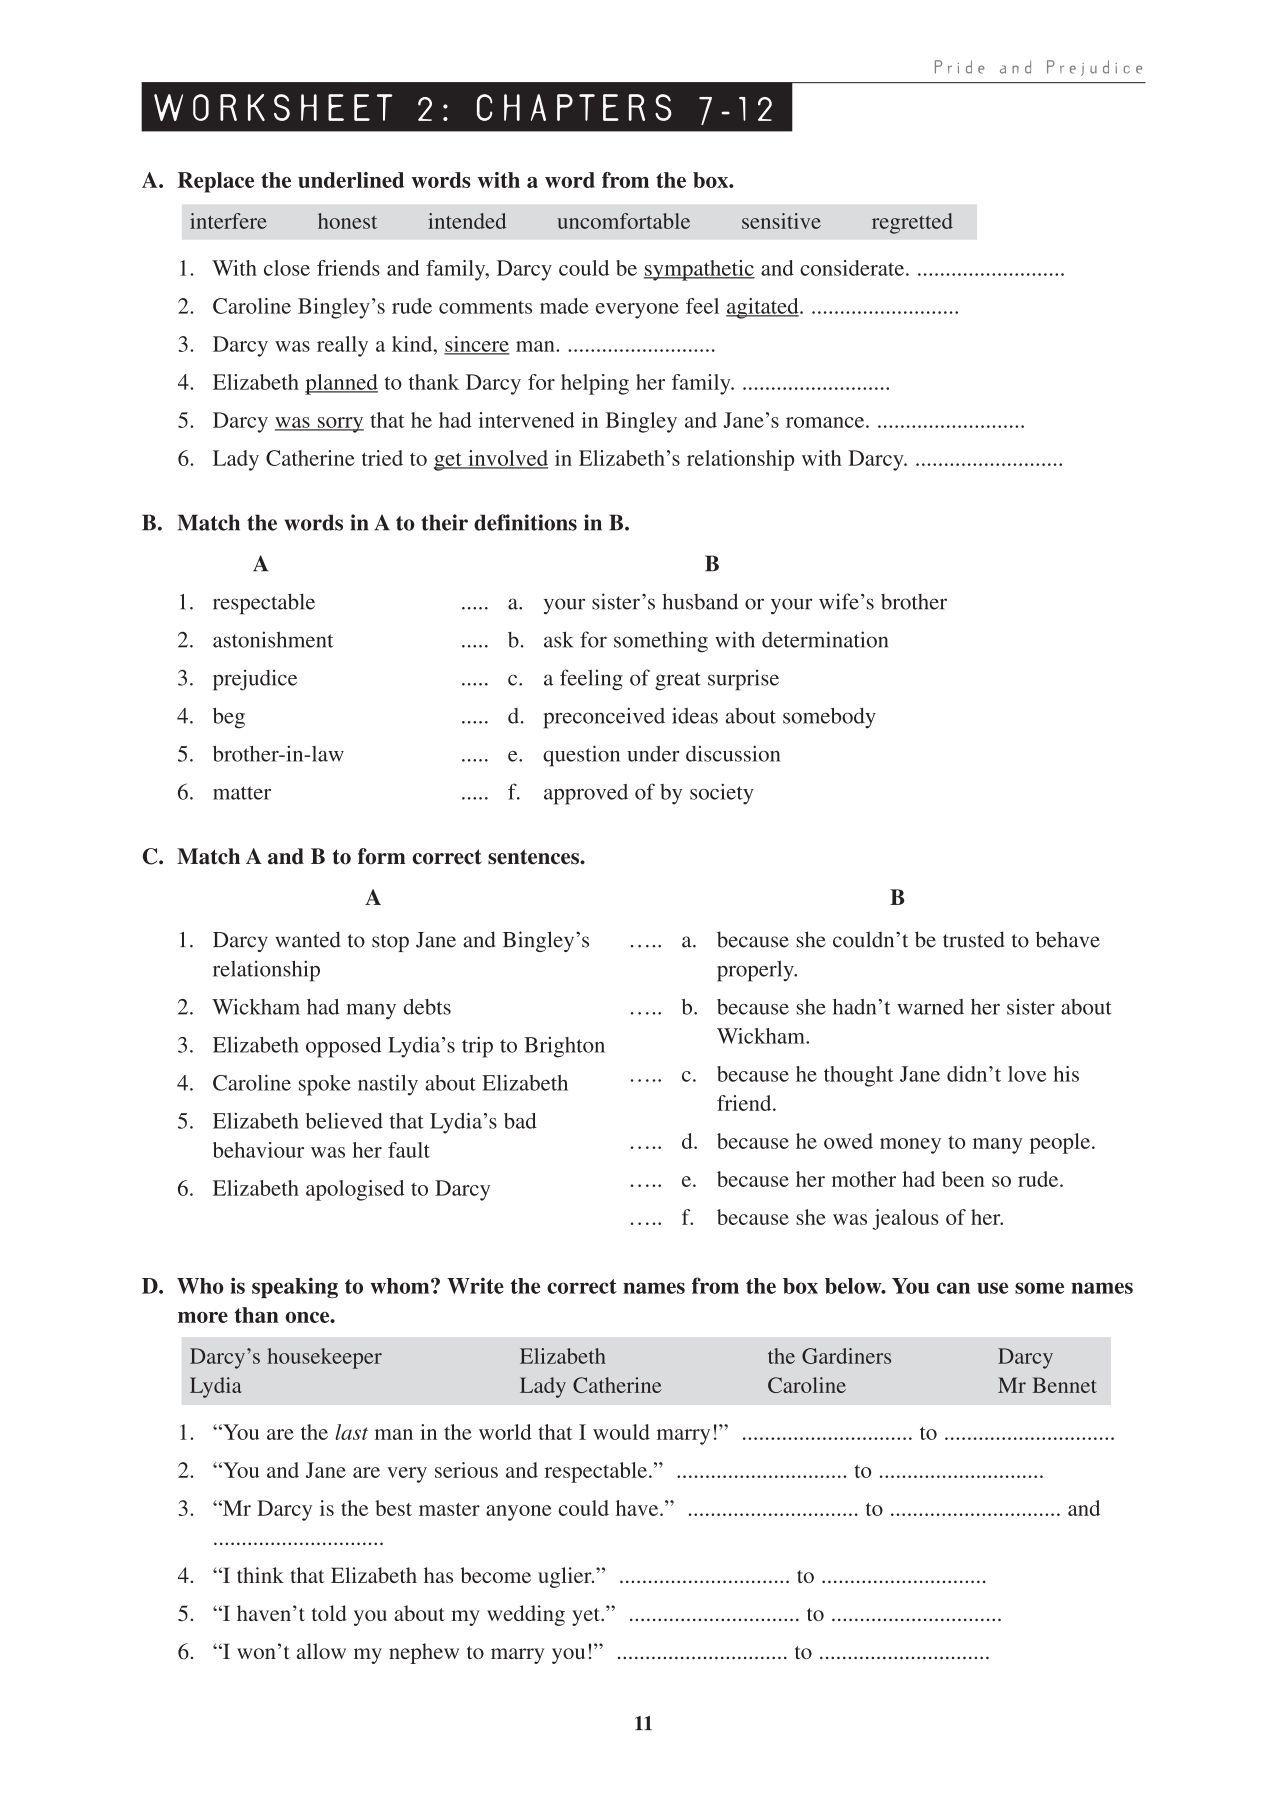 Pride and Prejudice
WORKSHEET 2: CHAPTERS 7-12
A. Replace the underlined words with a word from the box.
interfere honest intended uncomfortable sensitive regretted
1. With close friends and family, Darcy could be sympathetic and considerate. ..........................
2. Caroline Bingley’s rude comments made everyone feel agitated. ..........................
3. Darcy was really a kind, sincere man. ..........................
4. Elizabeth planned to thank Darcy for helping her family. ..........................
5. Darcy was sorry that he had intervened in Bingley and Jane’s romance. ..........................
6. Lady Catherine tried to get involved in Elizabeth’s relationship with Darcy. ..........................
B. Match the words in A to their definitions in B.
A B
1. respectable ..... a. your sister’s husband or your wife’s brother
2. astonishment ..... b. ask for something with determination
3. prejudice ..... c. a feeling of great surprise
4. beg ..... d. preconceived ideas about somebody
5. brother-in-law ..... e. question under discussion
6. matter ..... f. approved of by society
C. Match A and B to form correct sentences.
A
1. Darcy wanted to stop Jane and Bingley’s
relationship
2. Wickham had many debts
3. Elizabeth opposed Lydia’s trip to Brighton
4. Caroline spoke nastily about Elizabeth
5. Elizabeth believed that Lydia’s bad
behaviour was her fault
6. Elizabeth apologised to Darcy
B
..... a. because she couldn’t be trusted to behave
properly.
..... b. because she hadn’t warned her sister about
Wickham.
..... c. because he thought Jane didn’t love his
friend.
..... d. because he owed money to many people.
..... e. because her mother had been so rude.
..... f. because she was jealous of her.
D. Who is speaking to whom? Write the correct names from the box below. You can use some names
more than once.
Darcy’s housekeeper Elizabeth the Gardiners Darcy
Lydia Lady Catherine Caroline Mr Bennet
1. “You are the last man in the world that I would marry!” .............................. to ..............................
2. “You and Jane are very serious and respectable.” .............................. to .............................
3. “Mr Darcy is the best master anyone could have.” .............................. to .............................. and
..............................
4. “I think that Elizabeth has become uglier.” .............................. to .............................
5. “I haven’t told you about my wedding yet.” .............................. to ..............................
6. “I won’t allow my nephew to marry you!” .............................. to ..............................
11